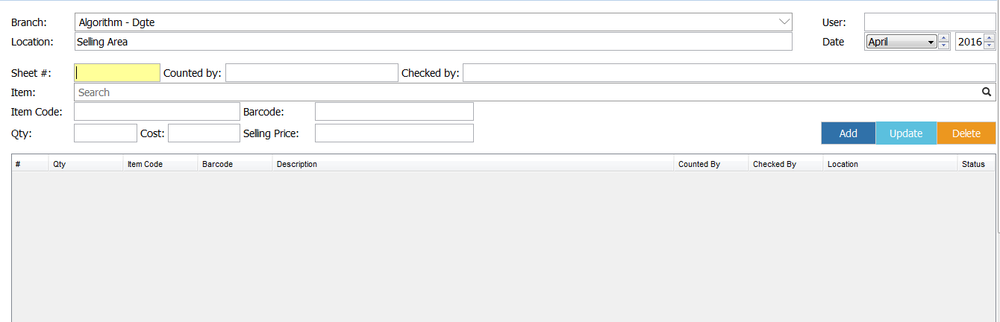 Branch: Algorithm - Dgte User:
Location: Selling Area Date April 2016
Sheet #: Counted by: Checked by:
Item: Search
Item Code: Barcode:
Qty: Cost: Selling Price: Add Update Delete
# Qty Item Code Barcode Description Counted By Checked By Location Status